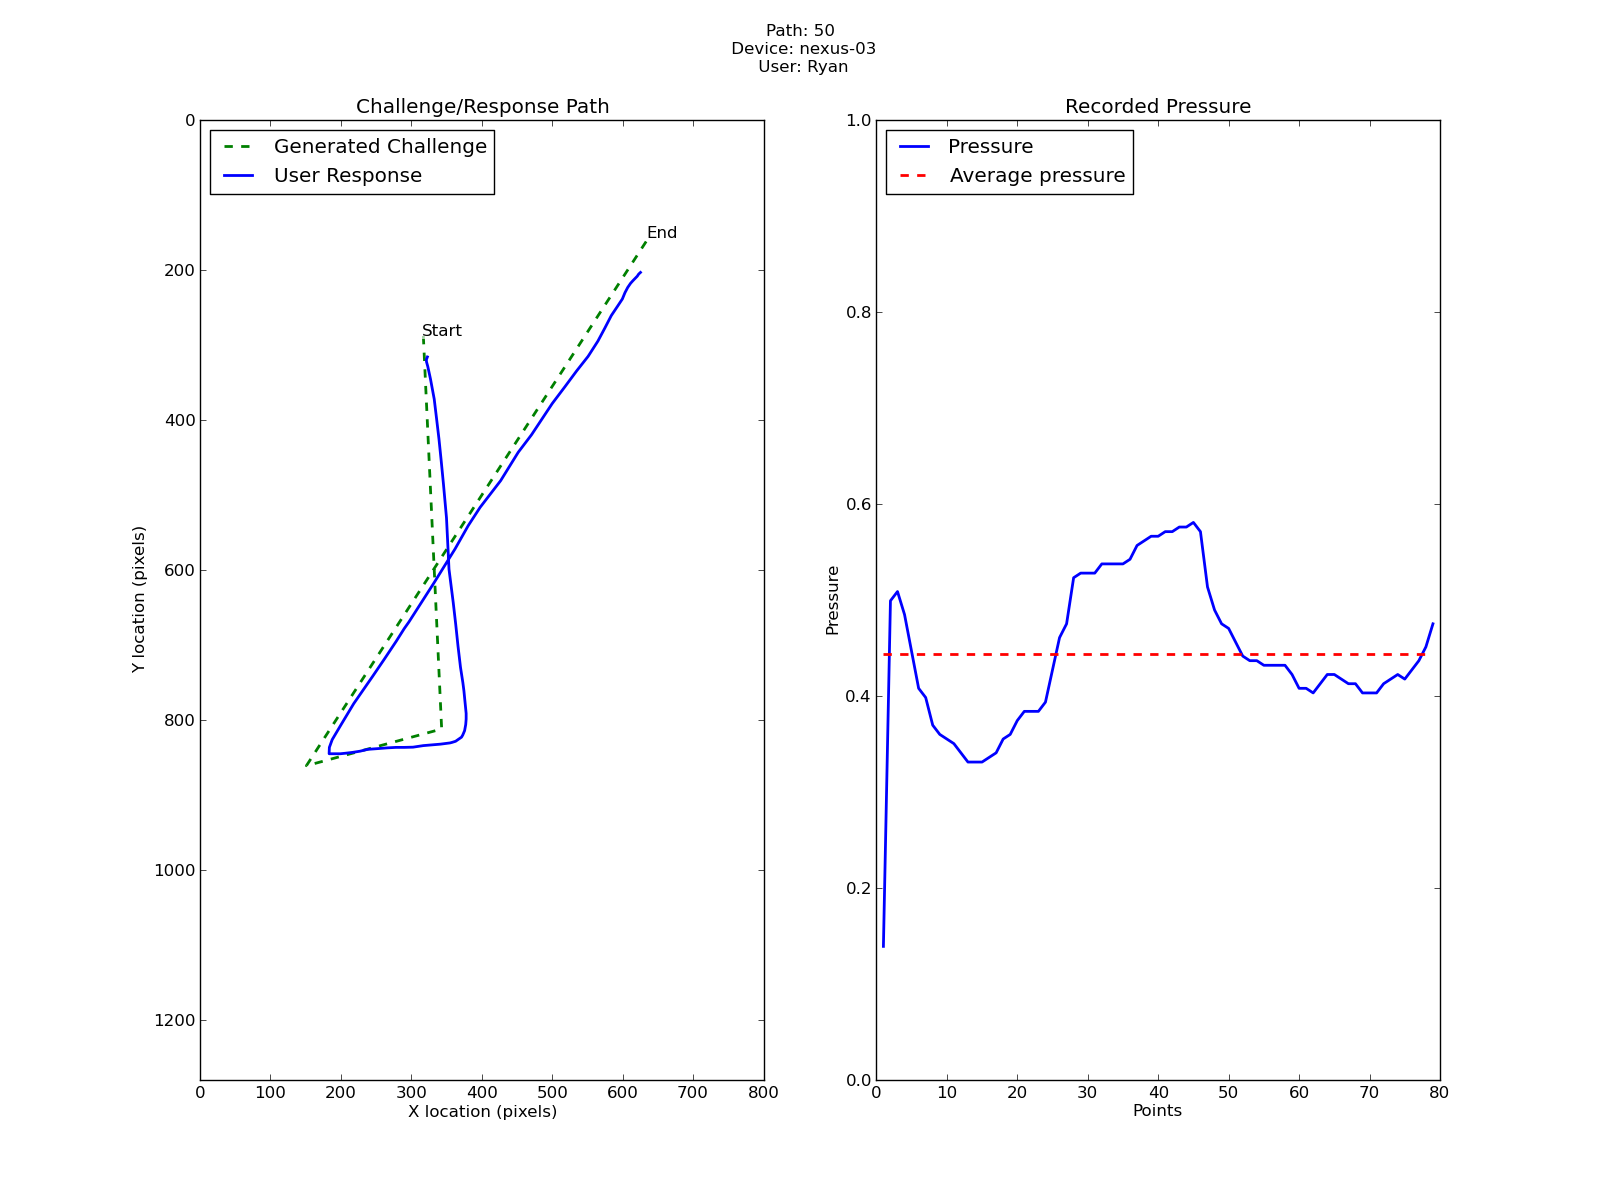 Path: 50
Device: nexus-03
User: Ryan
Challenge/Response Path
Generated Challenge
User Response
Start
End
0
200
400
600
800
1000
1200
Y location (pixels)
0 100 200 300 400 500 600 700 800
X location (pixels)
Recorded Pressure
Pressure
Average pressure
1.0
0.8
0.6
0.4
0.2
0.0
Pressure
0 10 20 30 40 50 60 70 80
Points